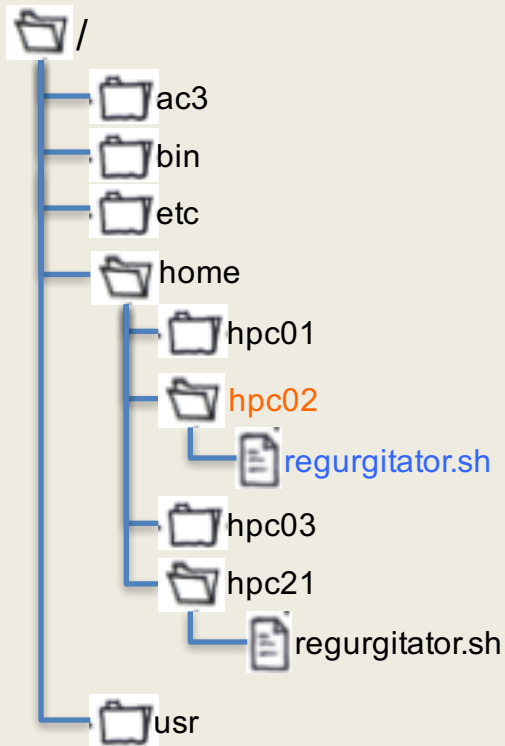 /
ac3
bin
etc
home
hpc01
hpc02
regurgitator.sh
hpc03
hpc21
regurgitator.sh
usr